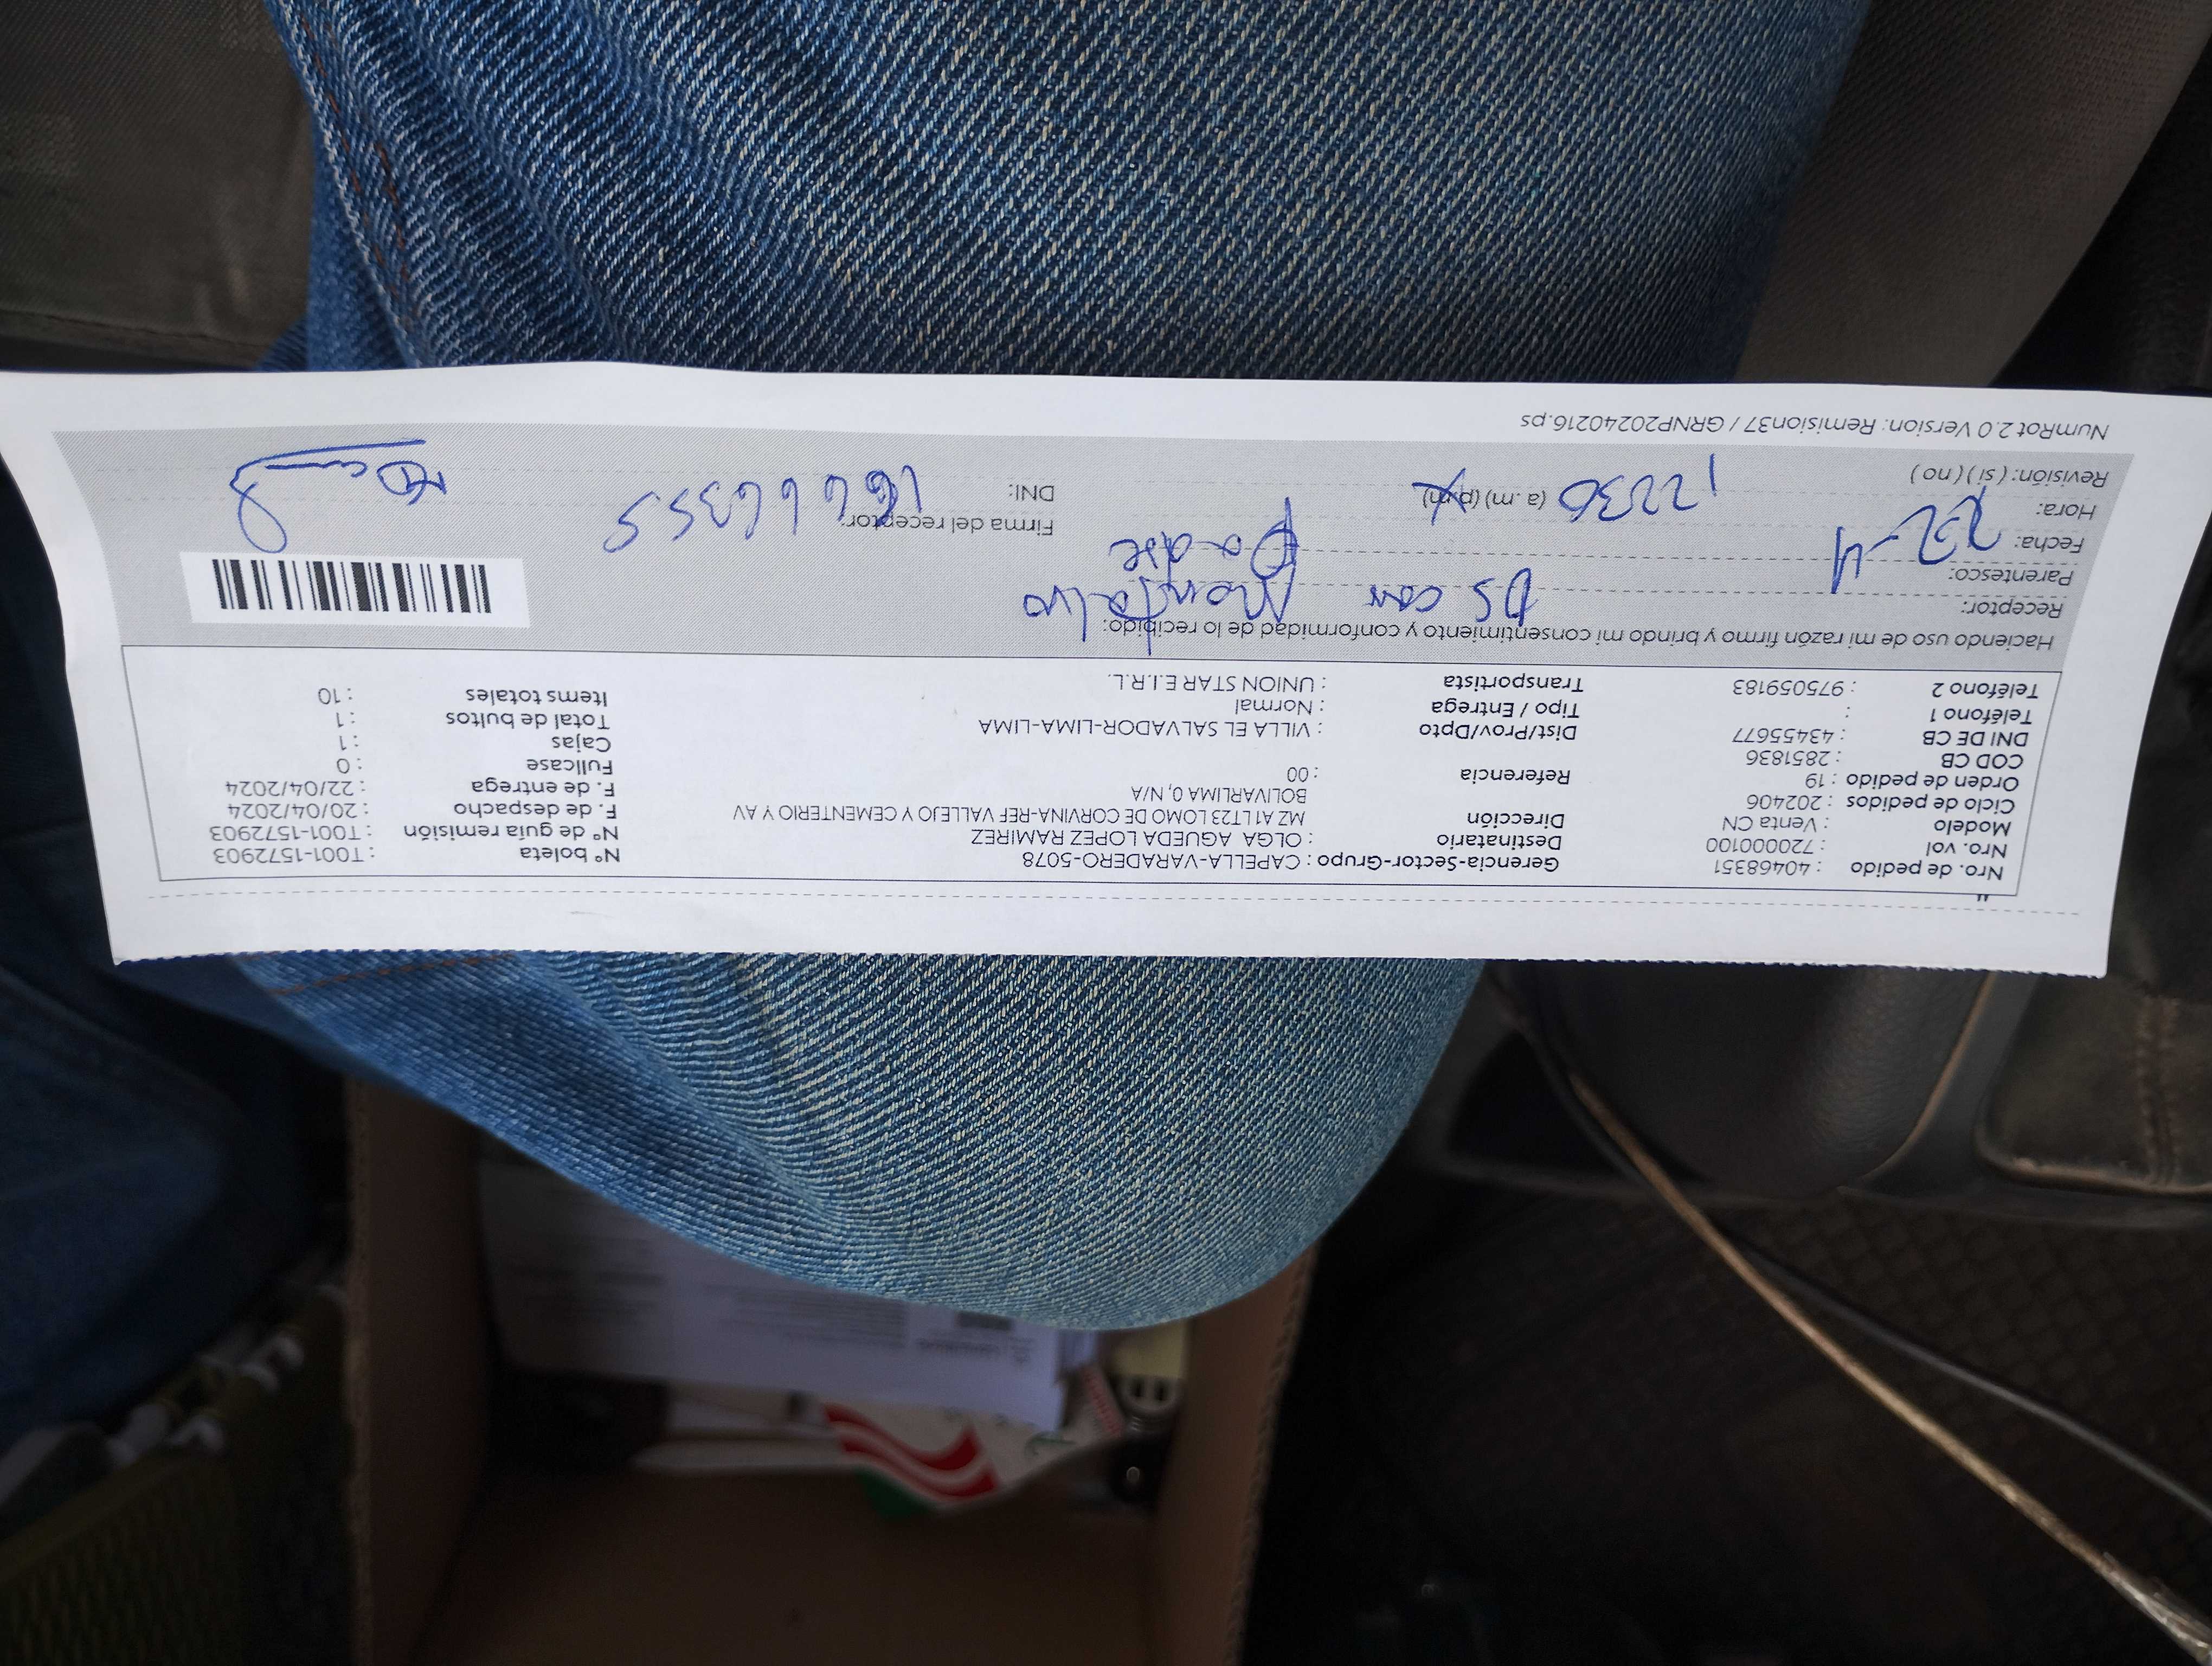 Nro. de pedido : 40468351
Nro. vol : 720000100
Modelo : Venta CN
Ciclo de pedidos : 202406
Orden de pedido : 19
COD CB : 2851836
DNI DE CB : 43455677
Teléfono 1 :
Teléfono 2 : 975059183
Gerencia-Sector-Grupo : CAPELLA-VARADERO-5078
Destinatario : OLGA AGUEDA LOPEZ RAMIREZ
Dirección MZ A1 LT23 LOMO DE CORVINA-REF VALLEJO Y CEMENTERIO Y AV
BOLIVARLIMA 0, N/A
Referencia : 00
Dist/Prov/Dpto : VILLA EL SALVADOR-LIMA-LIMA
Tipo / Entrega : Normal
Transportista : UNION STAR E.I.R.L.
N° boleta : T001-1572903
N° de guia remisión : T001-1572903
F. de despacho : 20/04/2024
F. de entrega : 22/04/2024
Fullcase : 0
Cajas : 1
Total de bultos : 1
Items totales : 10
Haciendo uso de mi razón firmo y brindo mi consentimiento y conformidad de lo recibido:
Receptor: Montalvo
Parentesco: Padre
Fecha: 22-4
Hora: 1230 (a.m) (p.m)
Revisión: ( si ) ( no )
Firma del receptor:
DNI:
NumRot 2.0 Version: Remision37 / GRNP20240216.ps